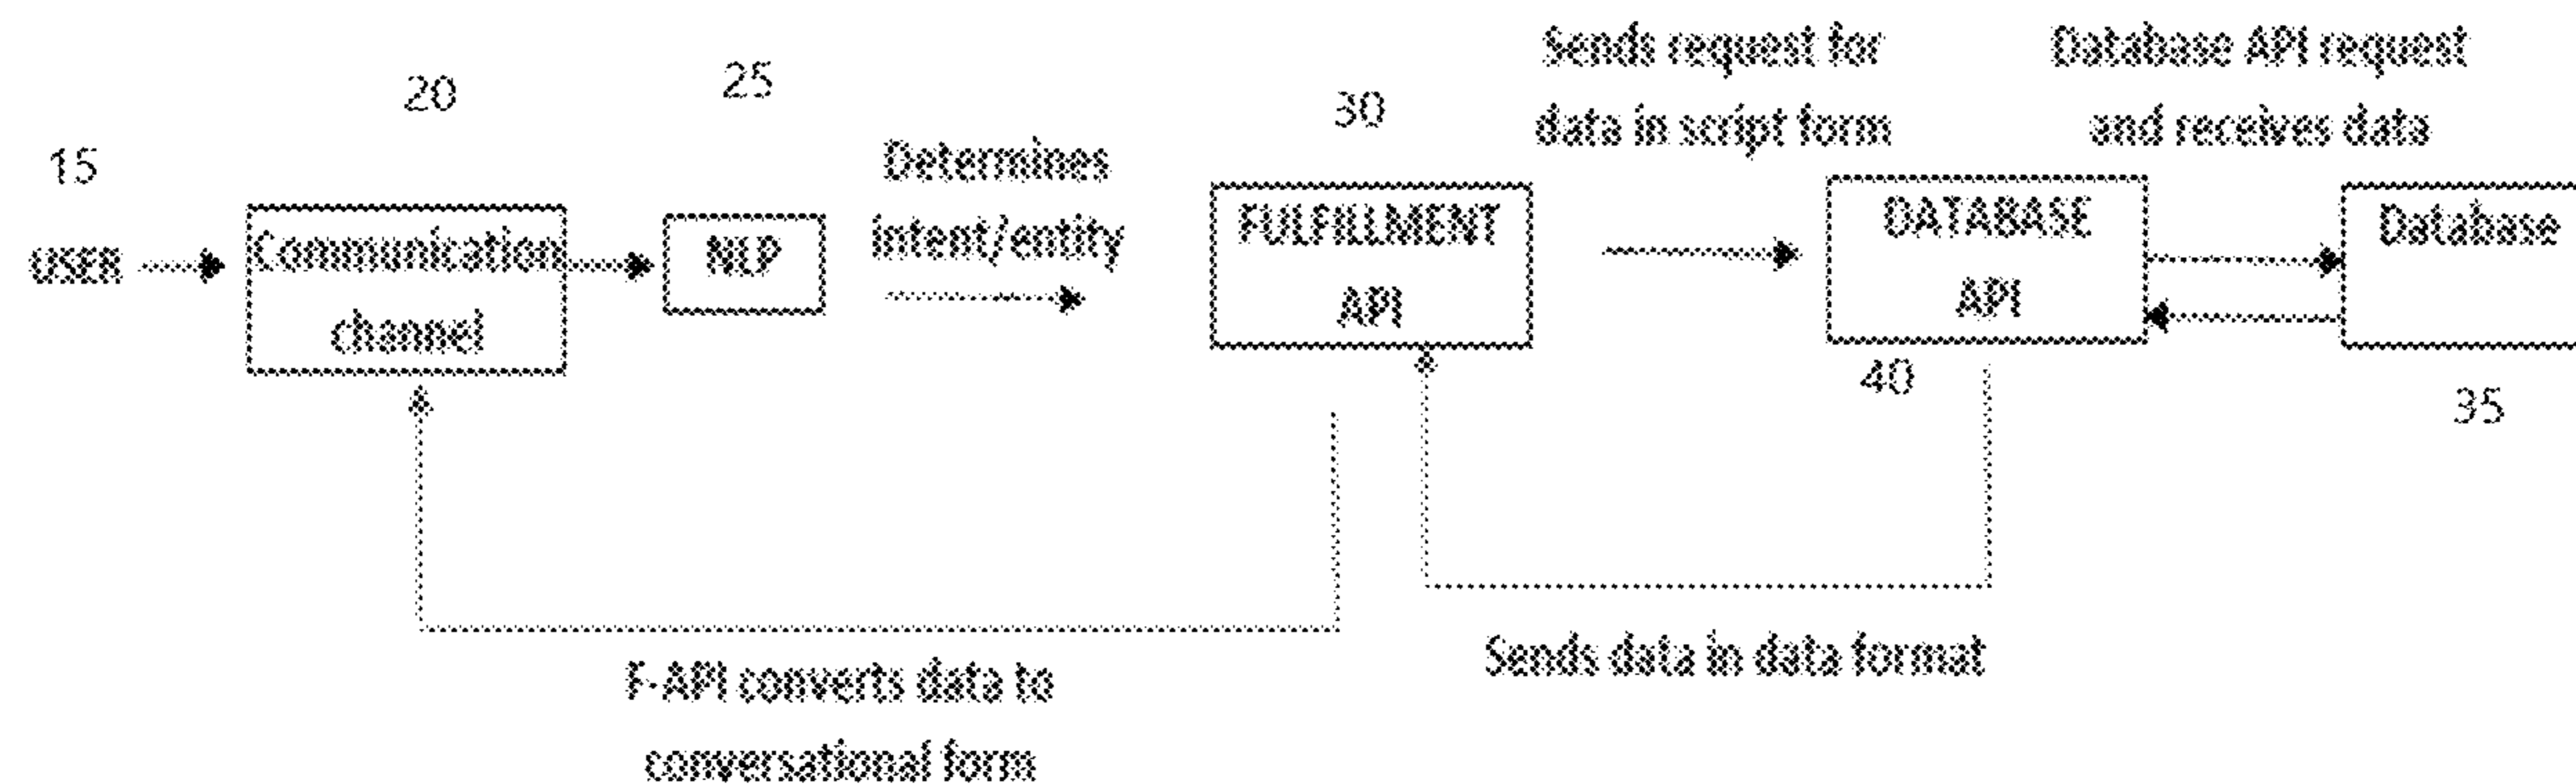 15
USER
20
Communication
channel
25
NLP
Determines
intent/entity
30
FULFILLMENT
API
Sends request for
data in script form
DATABASE
API
40
Database API request
and receives data
Database
35
F-API converts data to
conversational form
Sends data in data format